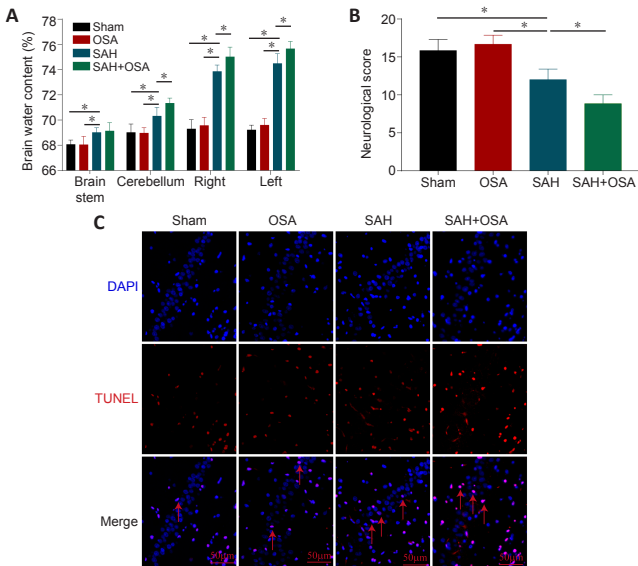 A
Brain water content (%)
78
76
74
72
70
68
66
Sham
OSA
SAH
SAH+OSA
* * * * * * * * * * *
Brain stem
Cerebellum
Right
Left
B
Neurological score
20
15
10
5
0
* * *
Sham
OSA
SAH
SAH+OSA
C
Sham OSA SAH SAH+OSA
DAPI
TUNEL
Merge
50μm 50μm 50μm 50μm